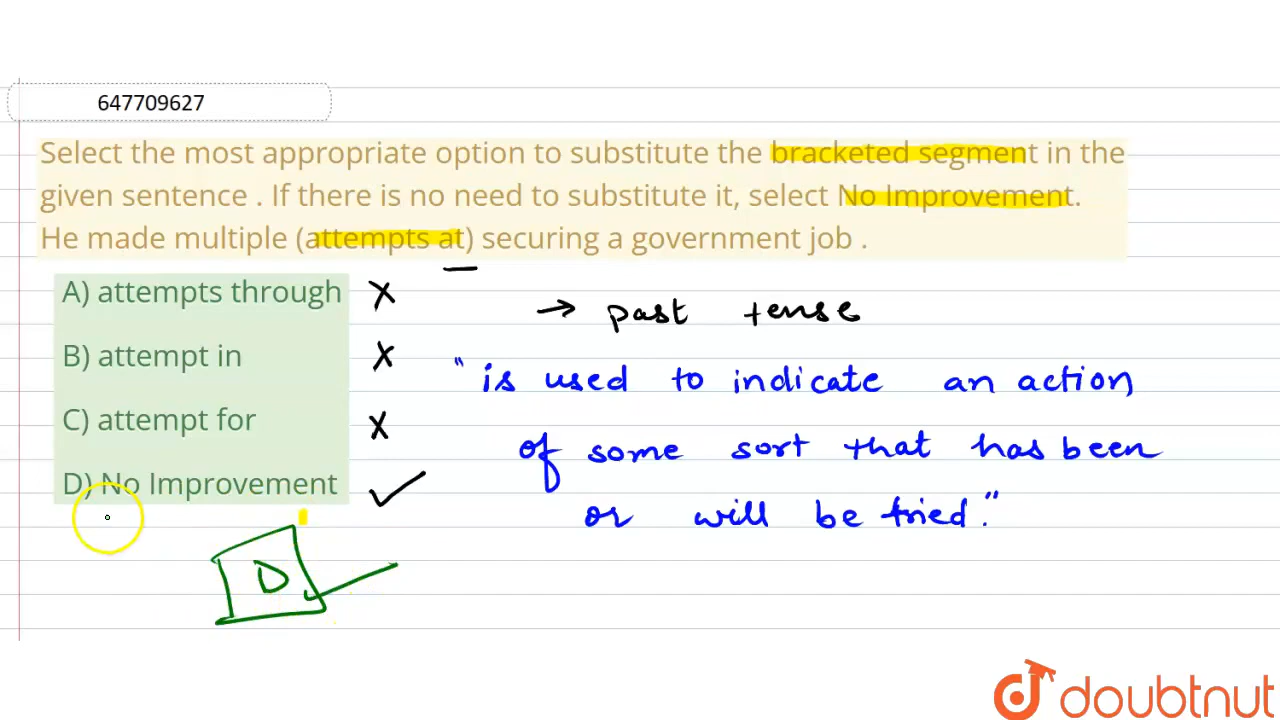 647709627
Select the most appropriate option to substitute the bracketed segment in the
given sentence . If there is no need to substitute it, select No Improvement.
He made multiple (attempts at) securing a government job .
A) attempts through X
B) attempt in X
C) attempt for X
D) No Improvement ✓
→ past tense
"is used to indicate an action
of some sort that has been
or will be tried."
D
doubtnut